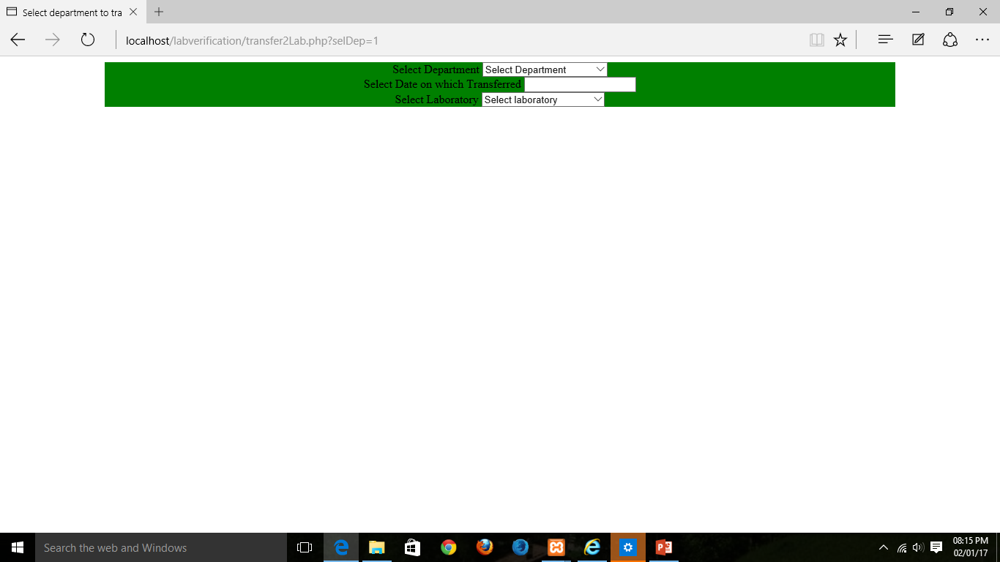 Select department to tra
localhost/labverification/transfer2Lab.php?selDep=1
Select Department Select Department
Select Date on which Transferred
Select Laboratory Select laboratory
Search the web and Windows
08:15 PM
02/01/17